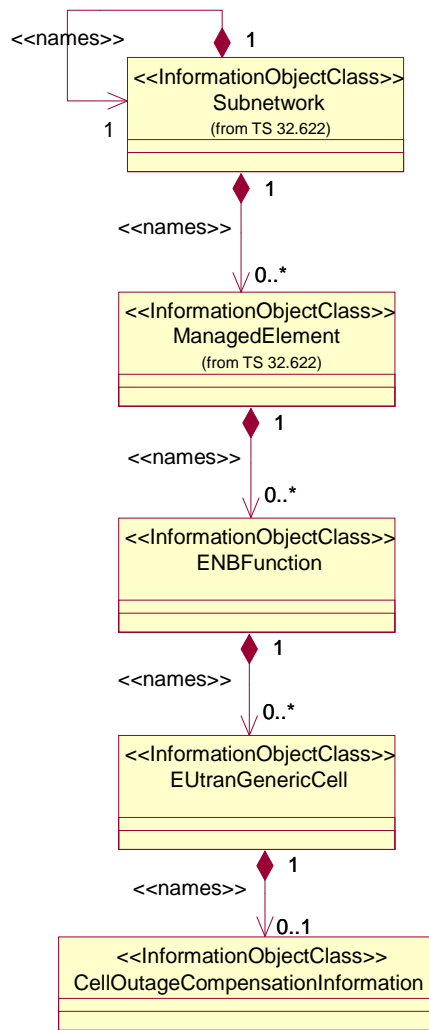 <<names>>
1
<<InformationObjectClass>>
Subnetwork
(from TS 32.622)
1
1
<<names>>
0..*
<<InformationObjectClass>>
ManagedElement
(from TS 32.622)
1
<<names>>
0..*
<<InformationObjectClass>>
ENBFunction
1
<<names>>
0..*
<<InformationObjectClass>>
EUtranGenericCell
1
<<names>>
0..1
<<InformationObjectClass>>
CellOutageCompensationInformation